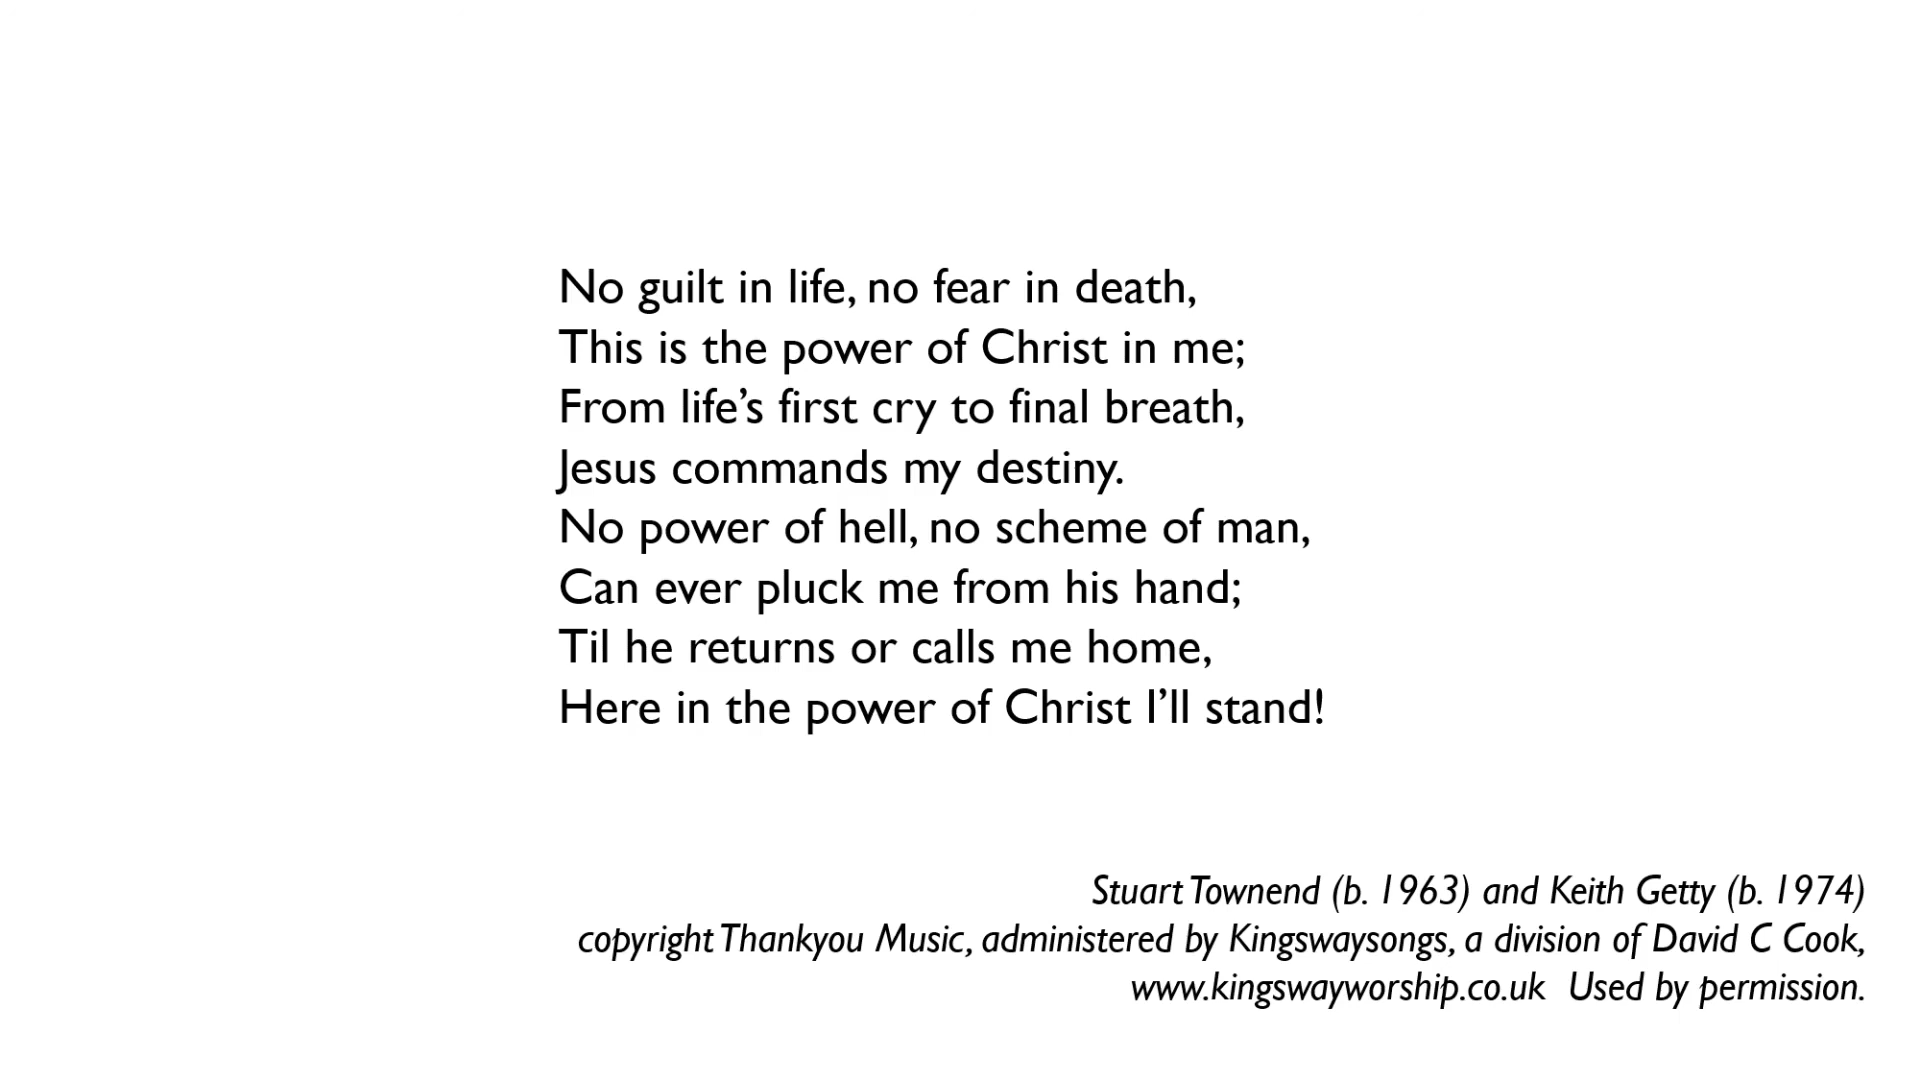 No guilt in life, no fear in death,
This is the power of Christ in me;
From life’s first cry to final breath,
Jesus commands my destiny.
No power of hell, no scheme of man,
Can ever pluck me from his hand;
Til he returns or calls me home,
Here in the power of Christ I’ll stand!
Stuart Townend (b. 1963) and Keith Getty (b. 1974)
copyright Thankyou Music, administered by Kingswaysongs, a division of David C Cook,
www.kingswayworship.co.uk  Used by permission.